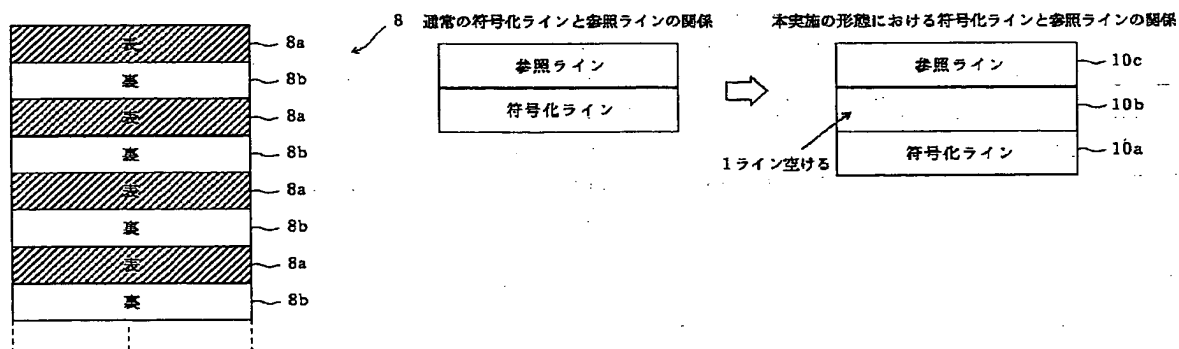 8
表
8a
裏
8b
表
8a
裏
8b
表
8a
裏
8b
表
8a
裏
8b
通常の符号化ラインと参照ラインの関係
参照ライン
符号化ライン
本実施の形態における符号化ラインと参照ラインの関係
参照ライン
10c
10b
1ライン空ける
符号化ライン
10a